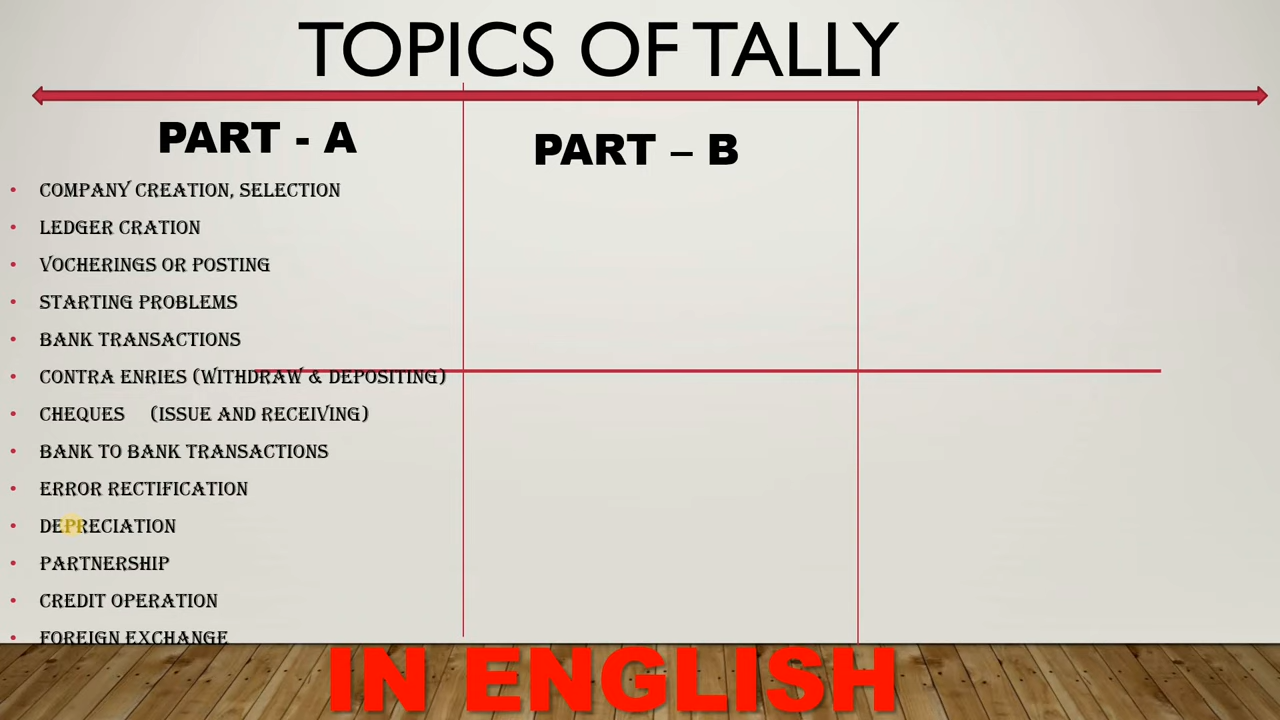 TOPICS OF TALLY
PART - A
COMPANY CREATION, SELECTION
LEDGER CRATION
VOCHERINGS OR POSTING
STARTING PROBLEMS
BANK TRANSACTIONS
CONTRA ENRIES (WITHDRAW & DEPOSITING)
CHEQUES (ISSUE AND RECEIVING)
BANK TO BANK TRANSACTIONS
ERROR RECTIFICATION
DEPRECIATION
PARTNERSHIP
CREDIT OPERATION
FOREIGN EXCHANGE
PART – B
IN ENGLISH